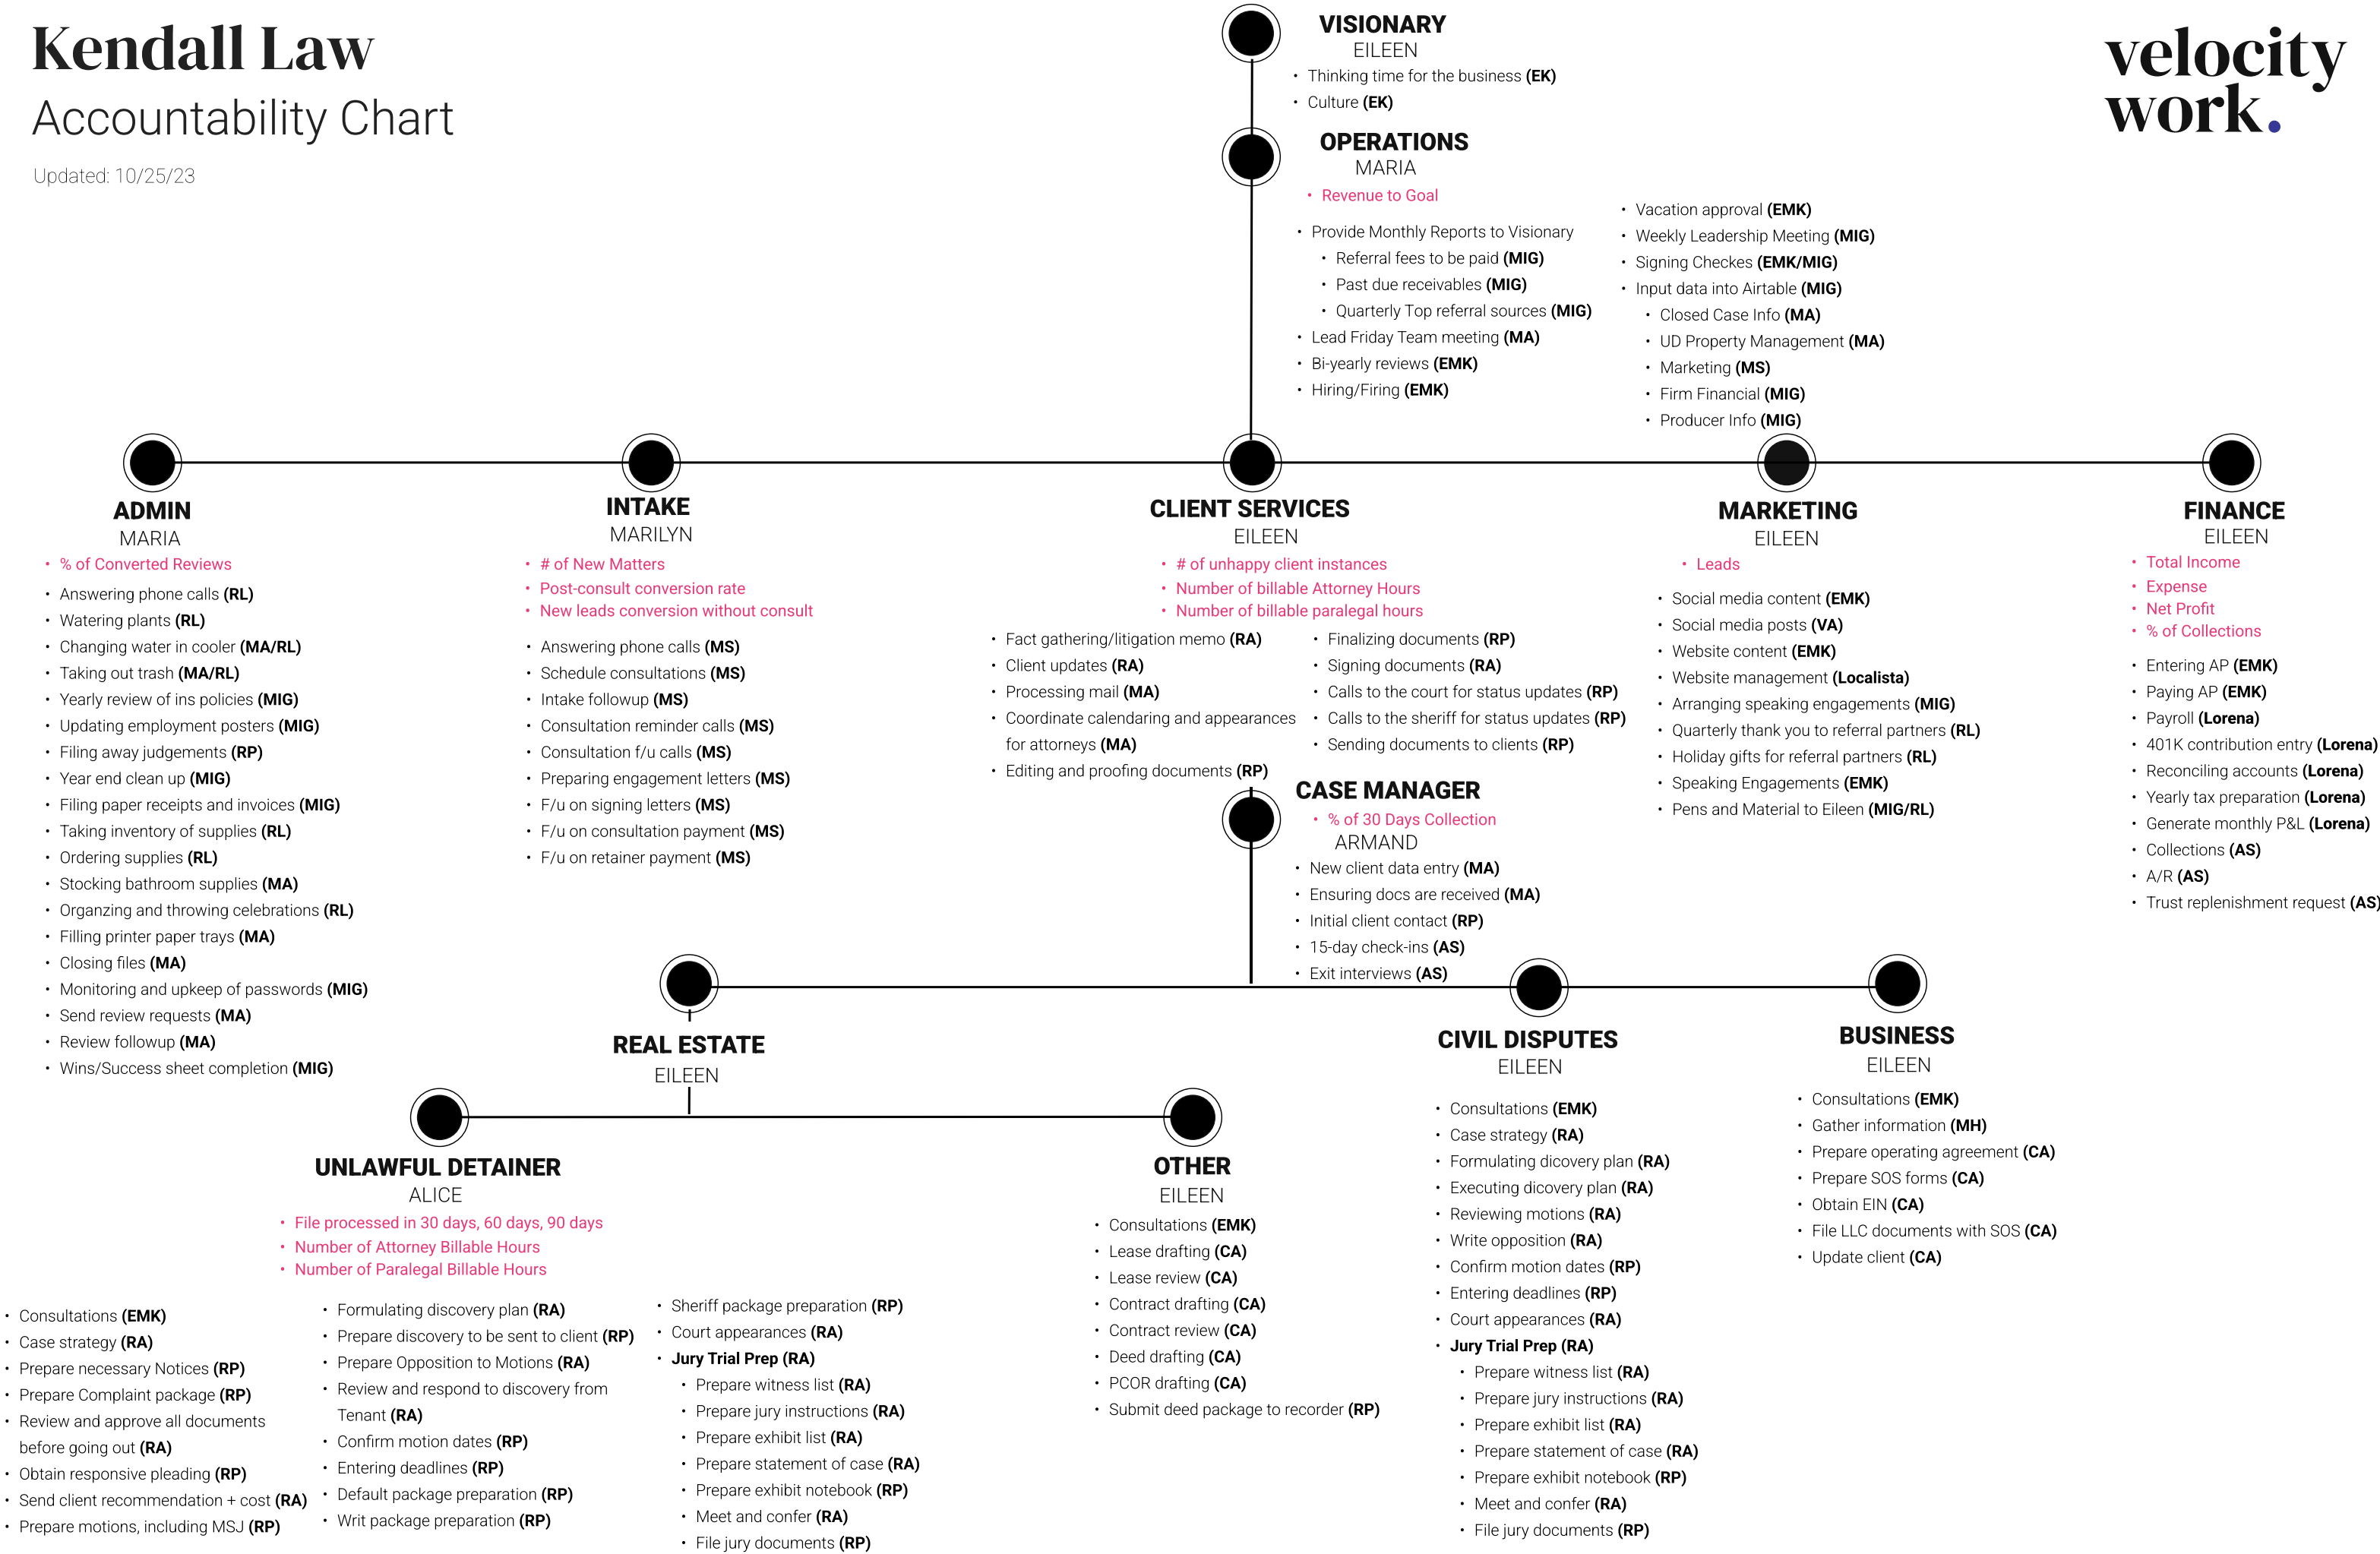 Kendall Law
Accountability Chart
Updated: 10/25/23
velocity
work.
VISIONARY
EILEEN
• Thinking time for the business (EK)
• Culture (EK)
OPERATIONS
MARIA
• Revenue to Goal
• Provide Monthly Reports to Visionary
• Referral fees to be paid (MIG)
• Past due receivables (MIG)
• Quarterly Top referral sources (MIG)
• Lead Friday Team meeting (MA)
• Bi-yearly reviews (EMK)
• Hiring/Firing (EMK)
• Vacation approval (EMK)
• Weekly Leadership Meeting (MIG)
• Signing Checkes (EMK/MIG)
• Input data into Airtable (MIG)
• Closed Case Info (MA)
• UD Property Management (MA)
• Marketing (MS)
• Firm Financial (MIG)
• Producer Info (MIG)
ADMIN
MARIA
• % of Converted Reviews
• Answering phone calls (RL)
• Watering plants (RL)
• Changing water in cooler (MA/RL)
• Taking out trash (MA/RL)
• Yearly review of ins policies (MIG)
• Updating employment posters (MIG)
• Filing away judgements (RP)
• Year end clean up (MIG)
• Filing paper receipts and invoices (MIG)
• Taking inventory of supplies (RL)
• Ordering supplies (RL)
• Stocking bathroom supplies (MA)
• Organzing and throwing celebrations (RL)
• Filling printer paper trays (MA)
• Closing files (MA)
• Monitoring and upkeep of passwords (MIG)
• Send review requests (MA)
• Review followup (MA)
• Wins/Success sheet completion (MIG)
INTAKE
MARILYN
• # of New Matters
• Post-consult conversion rate
• New leads conversion without consult
• Answering phone calls (MS)
• Schedule consultations (MS)
• Intake followup (MS)
• Consultation reminder calls (MS)
• Consultation f/u calls (MS)
• Preparing engagement letters (MS)
• F/u on signing letters (MS)
• F/u on consultation payment (MS)
• F/u on retainer payment (MS)
CLIENT SERVICES
EILEEN
• # of unhappy client instances
• Number of billable Attorney Hours
• Number of billable paralegal hours
• Fact gathering/litigation memo (RA)
• Client updates (RA)
• Processing mail (MA)
• Coordinate calendaring and appearances
for attorneys (MA)
• Editing and proofing documents (RP)
• Finalizing documents (RP)
• Signing documents (RA)
• Calls to the court for status updates (RP)
• Calls to the sheriff for status updates (RP)
• Sending documents to clients (RP)
MARKETING
EILEEN
• Leads
• Social media content (EMK)
• Social media posts (VA)
• Website content (EMK)
• Website management (Localista)
• Arranging speaking engagements (MIG)
• Quarterly thank you to referral partners (RL)
• Holiday gifts for referral partners (RL)
• Speaking Engagements (EMK)
• Pens and Material to Eileen (MIG/RL)
FINANCE
EILEEN
• Total Income
• Expense
• Net Profit
• % of Collections
• Entering AP (EMK)
• Paying AP (EMK)
• Payroll (Lorena)
• 401K contribution entry (Lorena)
• Reconciling accounts (Lorena)
• Yearly tax preparation (Lorena)
• Generate monthly P&L (Lorena)
• Collections (AS)
• A/R (AS)
• Trust replenishment request (AS)
CASE MANAGER
• % of 30 Days Collection
ARMAND
• New client data entry (MA)
• Ensuring docs are received (MA)
• Initial client contact (RP)
• 15-day check-ins (AS)
• Exit interviews (AS)
REAL ESTATE
EILEEN
UNLAWFUL DETAINER
ALICE
• File processed in 30 days, 60 days, 90 days
• Number of Attorney Billable Hours
• Number of Paralegal Billable Hours
• Consultations (EMK)
• Case strategy (RA)
• Prepare necessary Notices (RP)
• Prepare Complaint package (RP)
• Review and approve all documents
before going out (RA)
• Obtain responsive pleading (RP)
• Send client recommendation + cost (RA)
• Prepare motions, including MSJ (RP)
• Formulating discovery plan (RA)
• Prepare discovery to be sent to client (RP)
• Prepare Opposition to Motions (RA)
• Review and respond to discovery from
Tenant (RA)
• Confirm motion dates (RP)
• Entering deadlines (RP)
• Default package preparation (RP)
• Writ package preparation (RP)
• Sheriff package preparation (RP)
• Court appearances (RA)
• Jury Trial Prep (RA)
• Prepare witness list (RA)
• Prepare jury instructions (RA)
• Prepare exhibit list (RA)
• Prepare statement of case (RA)
• Prepare exhibit notebook (RP)
• Meet and confer (RA)
• File jury documents (RP)
OTHER
EILEEN
• Consultations (EMK)
• Lease drafting (CA)
• Lease review (CA)
• Contract drafting (CA)
• Contract review (CA)
• Deed drafting (CA)
• PCOR drafting (CA)
• Submit deed package to recorder (RP)
CIVIL DISPUTES
EILEEN
• Consultations (EMK)
• Case strategy (RA)
• Formulating dicovery plan (RA)
• Executing dicovery plan (RA)
• Reviewing motions (RA)
• Write opposition (RA)
• Confirm motion dates (RP)
• Entering deadlines (RP)
• Court appearances (RA)
• Jury Trial Prep (RA)
• Prepare witness list (RA)
• Prepare jury instructions (RA)
• Prepare exhibit list (RA)
• Prepare statement of case (RA)
• Prepare exhibit notebook (RP)
• Meet and confer (RA)
• File jury documents (RP)
BUSINESS
EILEEN
• Consultations (EMK)
• Gather information (MH)
• Prepare operating agreement (CA)
• Prepare SOS forms (CA)
• Obtain EIN (CA)
• File LLC documents with SOS (CA)
• Update client (CA)